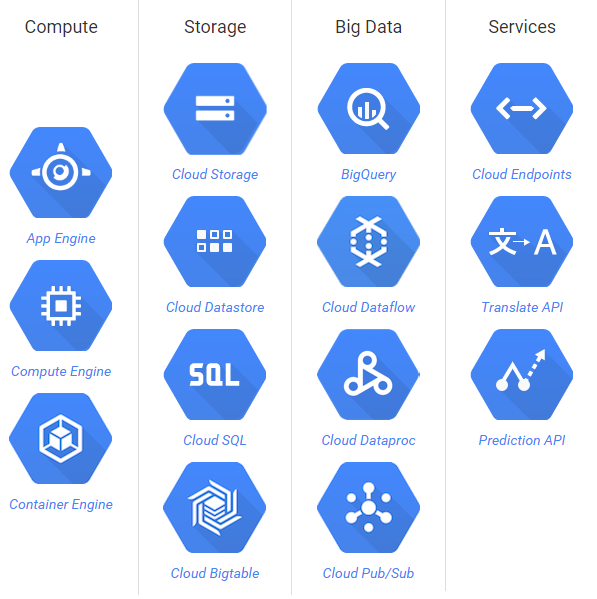 Compute
App Engine
Compute Engine
Container Engine
Storage
Cloud Storage
Cloud Datastore
SQL
Cloud SQL
Cloud Bigtable
Big Data
BigQuery
Cloud Dataflow
Cloud Dataproc
Cloud Pub/Sub
Services
Cloud Endpoints
文→A
Translate API
Prediction API